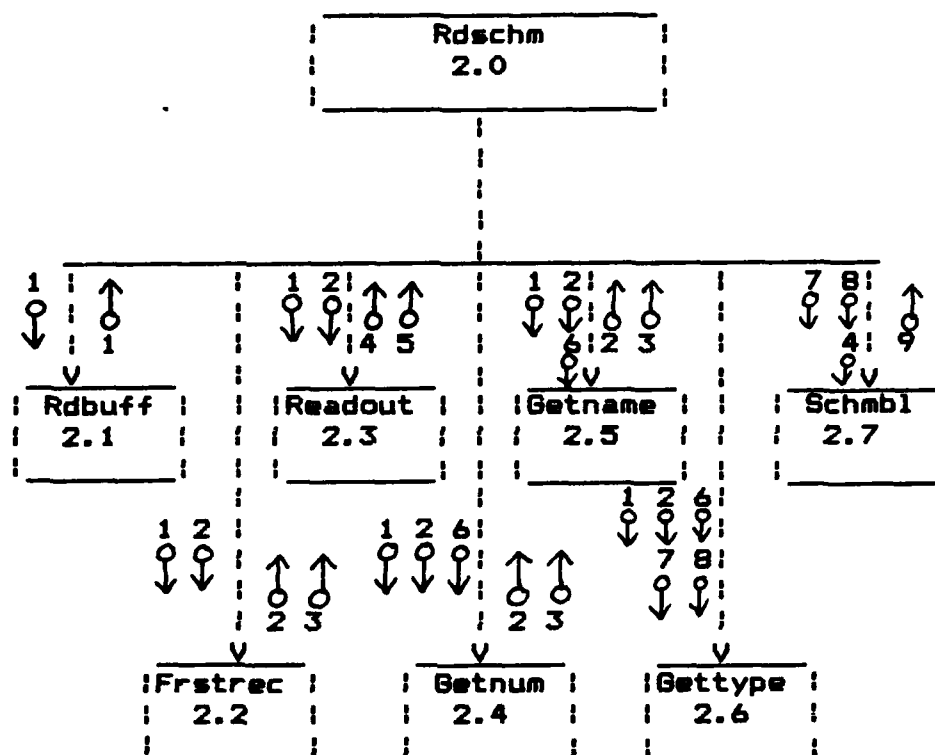 Rdschm
2.0
1 1 2 1 2 7 8
1 4 5 6 2 3 4 9
Rdbuff Readout Getname Schmbl
2.1 2.3 2.5 2.7
1 2 6
1 2 1 2 6
7 8
2 3 2 3
Frstrec Getnum Gettype
2.2 2.4 2.6